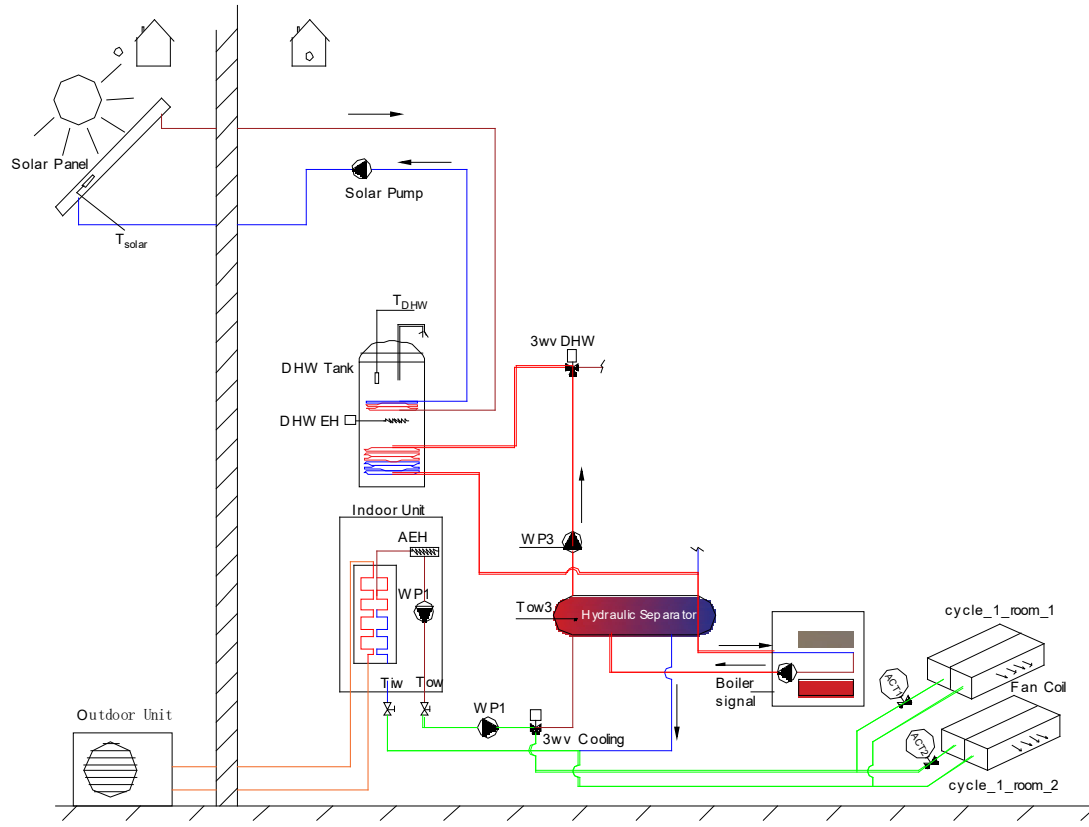 Solar Panel
Solar Pump
Tsolar
TDHW
3wv DHW
DHW Tank
DHW EH
Indoor Unit
AEH
WP3
WP1
Tow3
Hydraulic Separator
cycle_1_room_1
ACT1
Fan Coil
Tiw
Tow
Boiler
signal
Outdoor Unit
WP1
3wv Cooling
ACT2
cycle_1_room_2